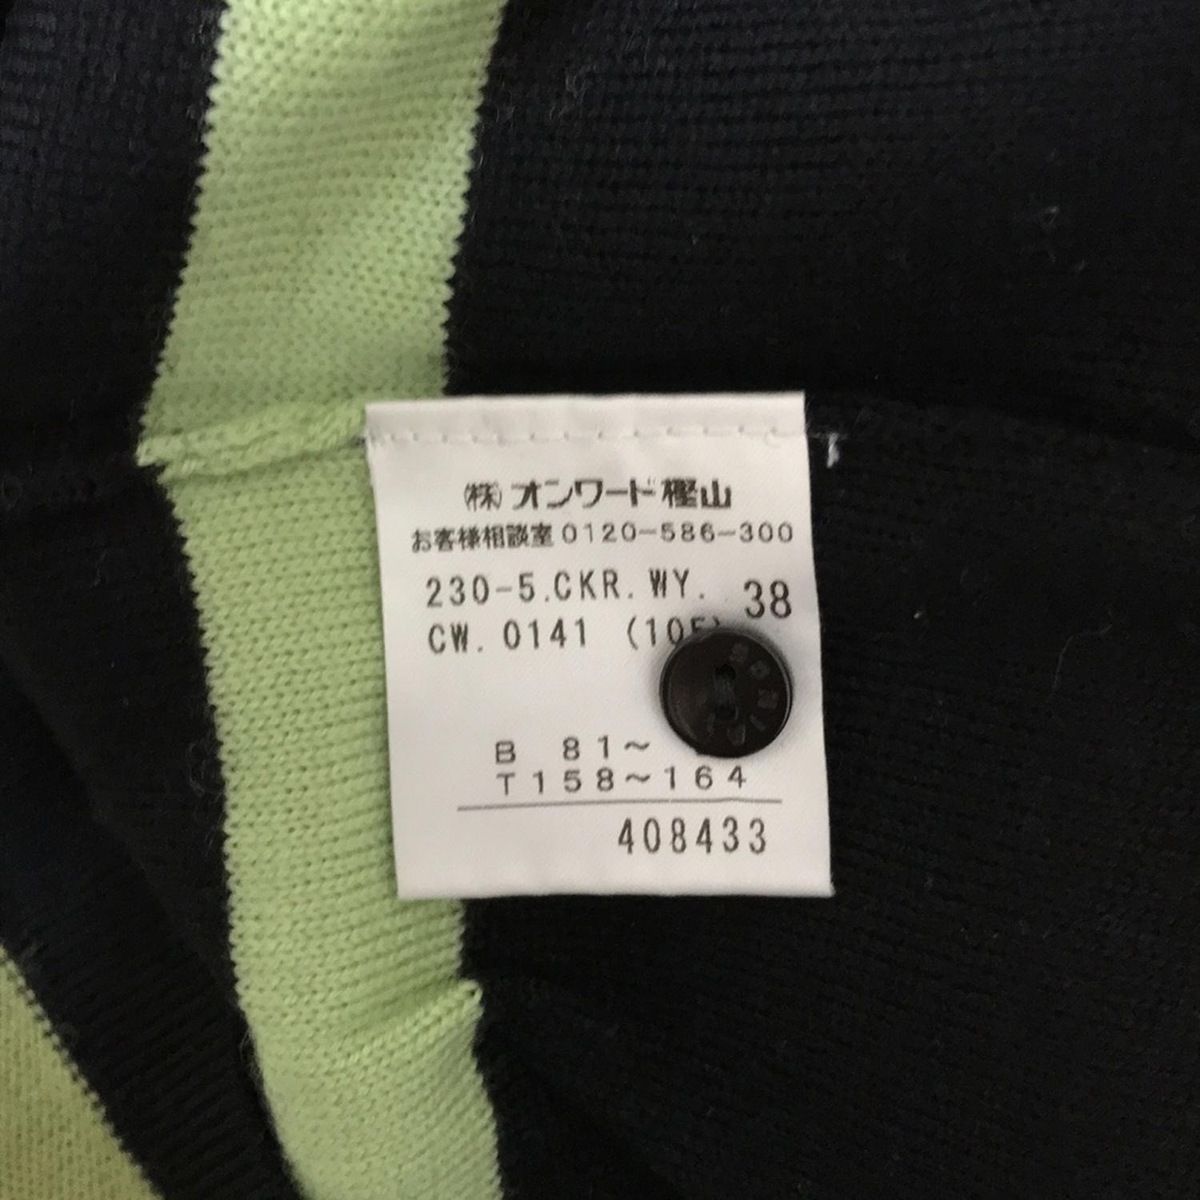 ㈱オンワード樫山
お客様相談室 0120-586-300
230-5.CKR.WY. 38
CW. 0141
B 81〜
T158〜164
408433